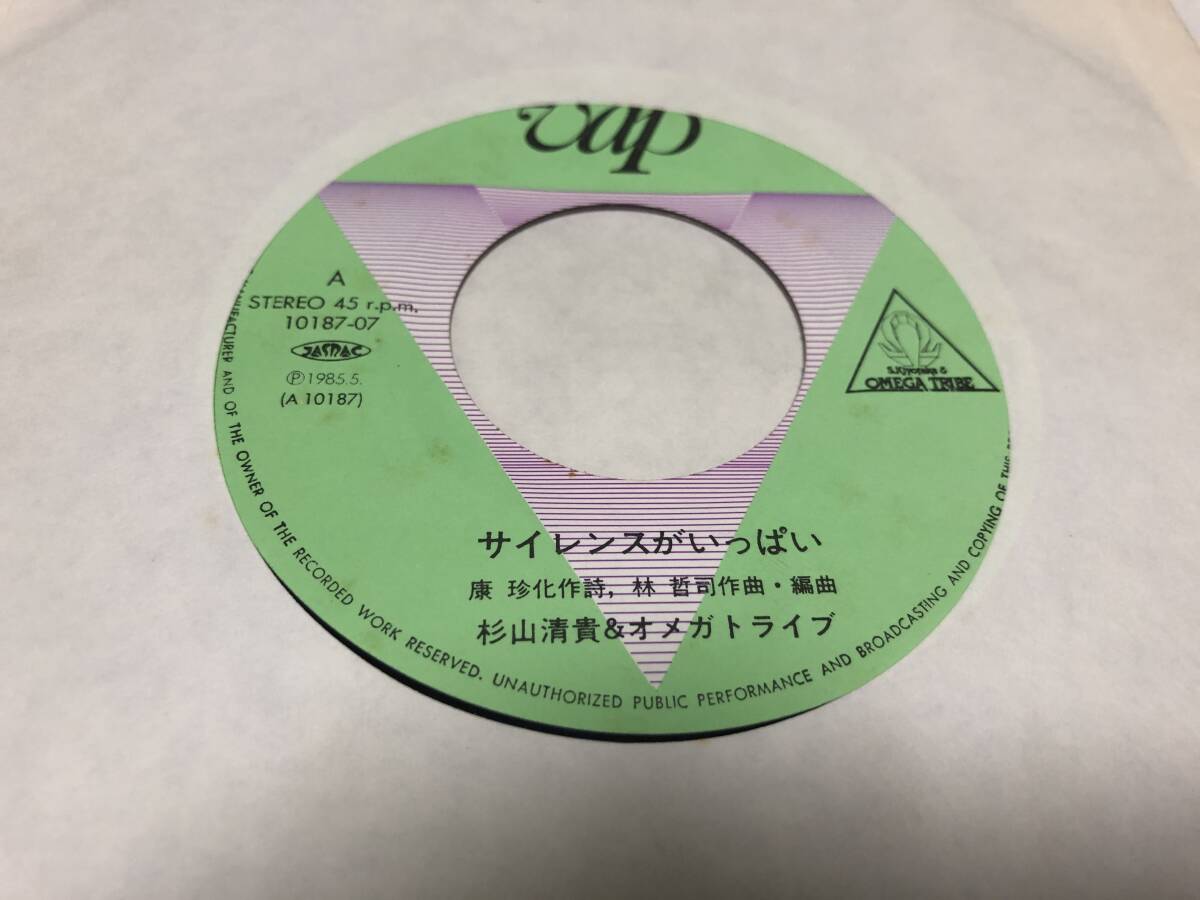 vap
A
STEREO 45 r.p.m.
10187-07
JASRAC
Ⓟ1985.5.
(A 10187)
S.Kiyotaka &
OMEGA TRIBE
サイレンスがいっぱい
康 珍化作詩, 林 哲司作曲・編曲
杉山清貴&オメガトライブ
MANUFACTURER AND OF THE OWNER OF THE RECORDED WORK RESERVED. UNAUTHORIZED PUBLIC PERFORMANCE AND BROADCASTING AND COPYING OF THIS